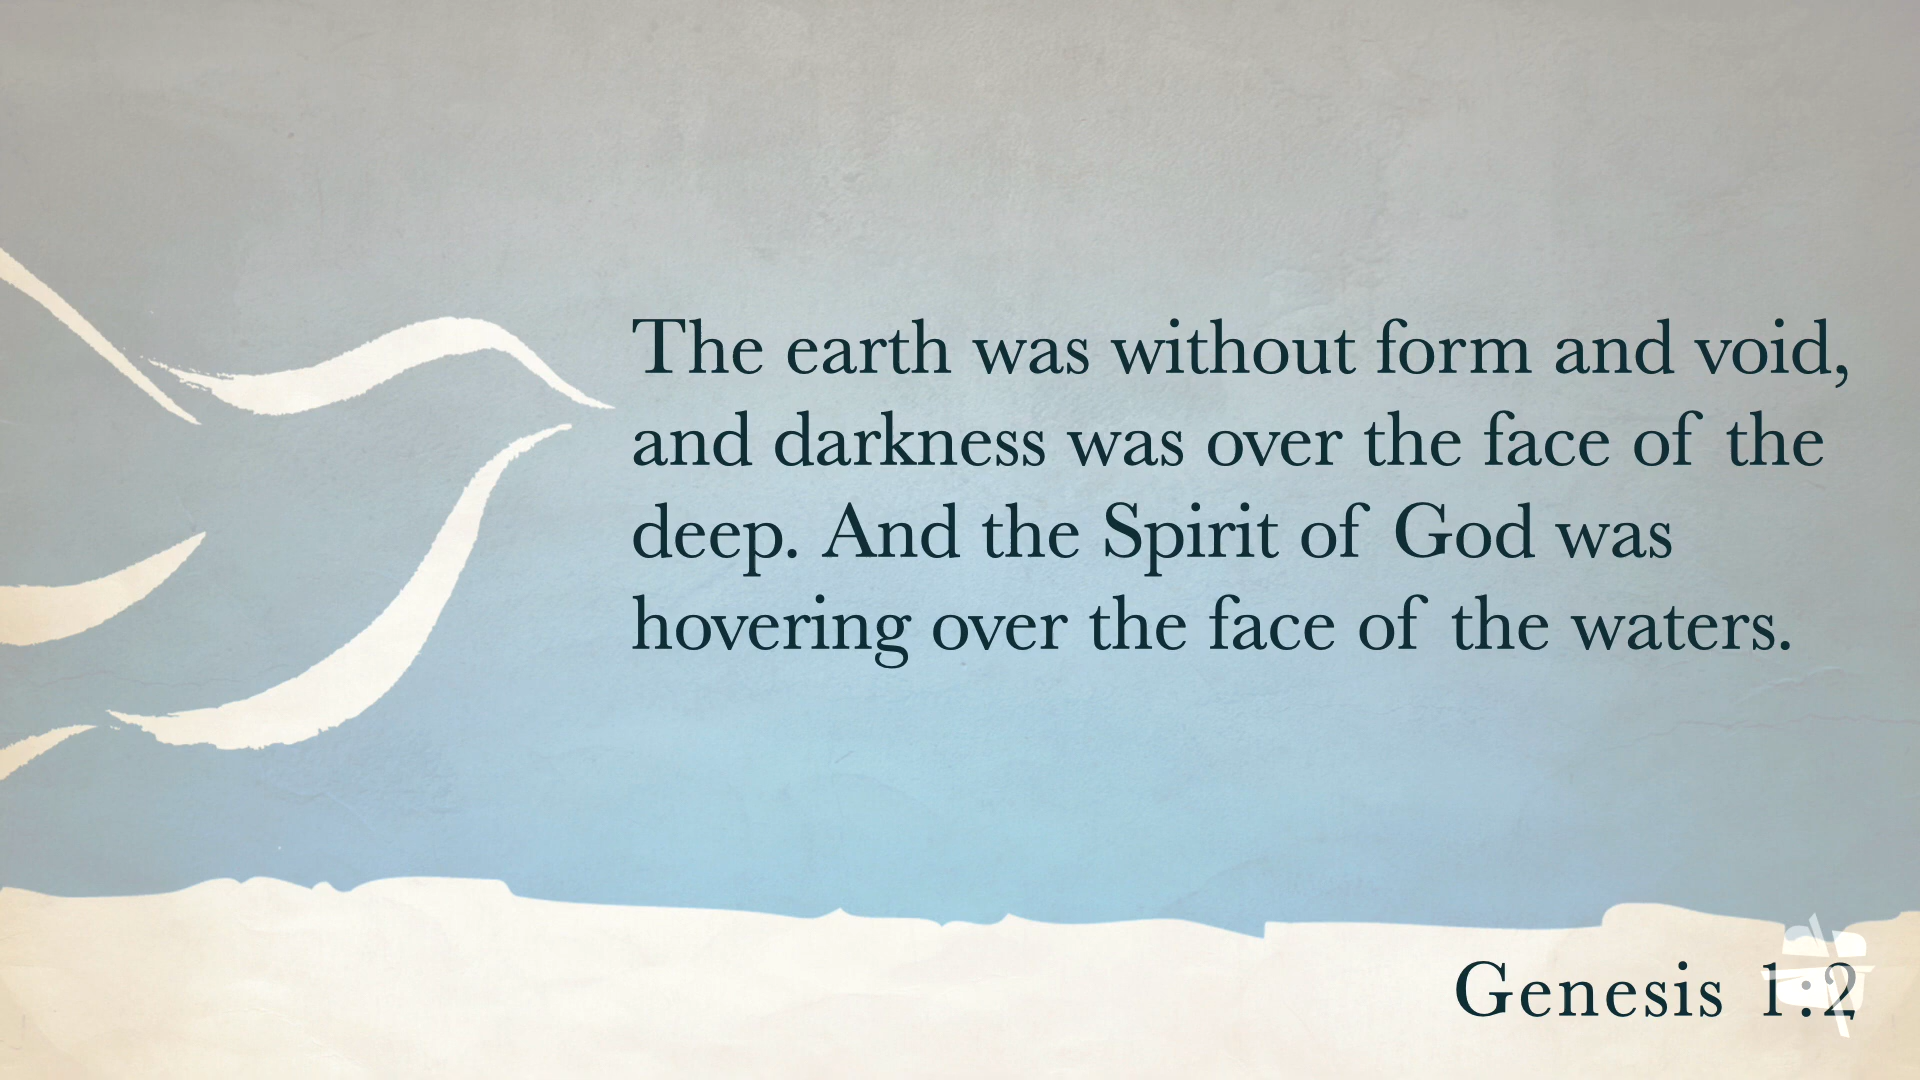 The earth was without form and void,
and darkness was over the face of the
deep. And the Spirit of God was
hovering over the face of the waters.
Genesis 1:2